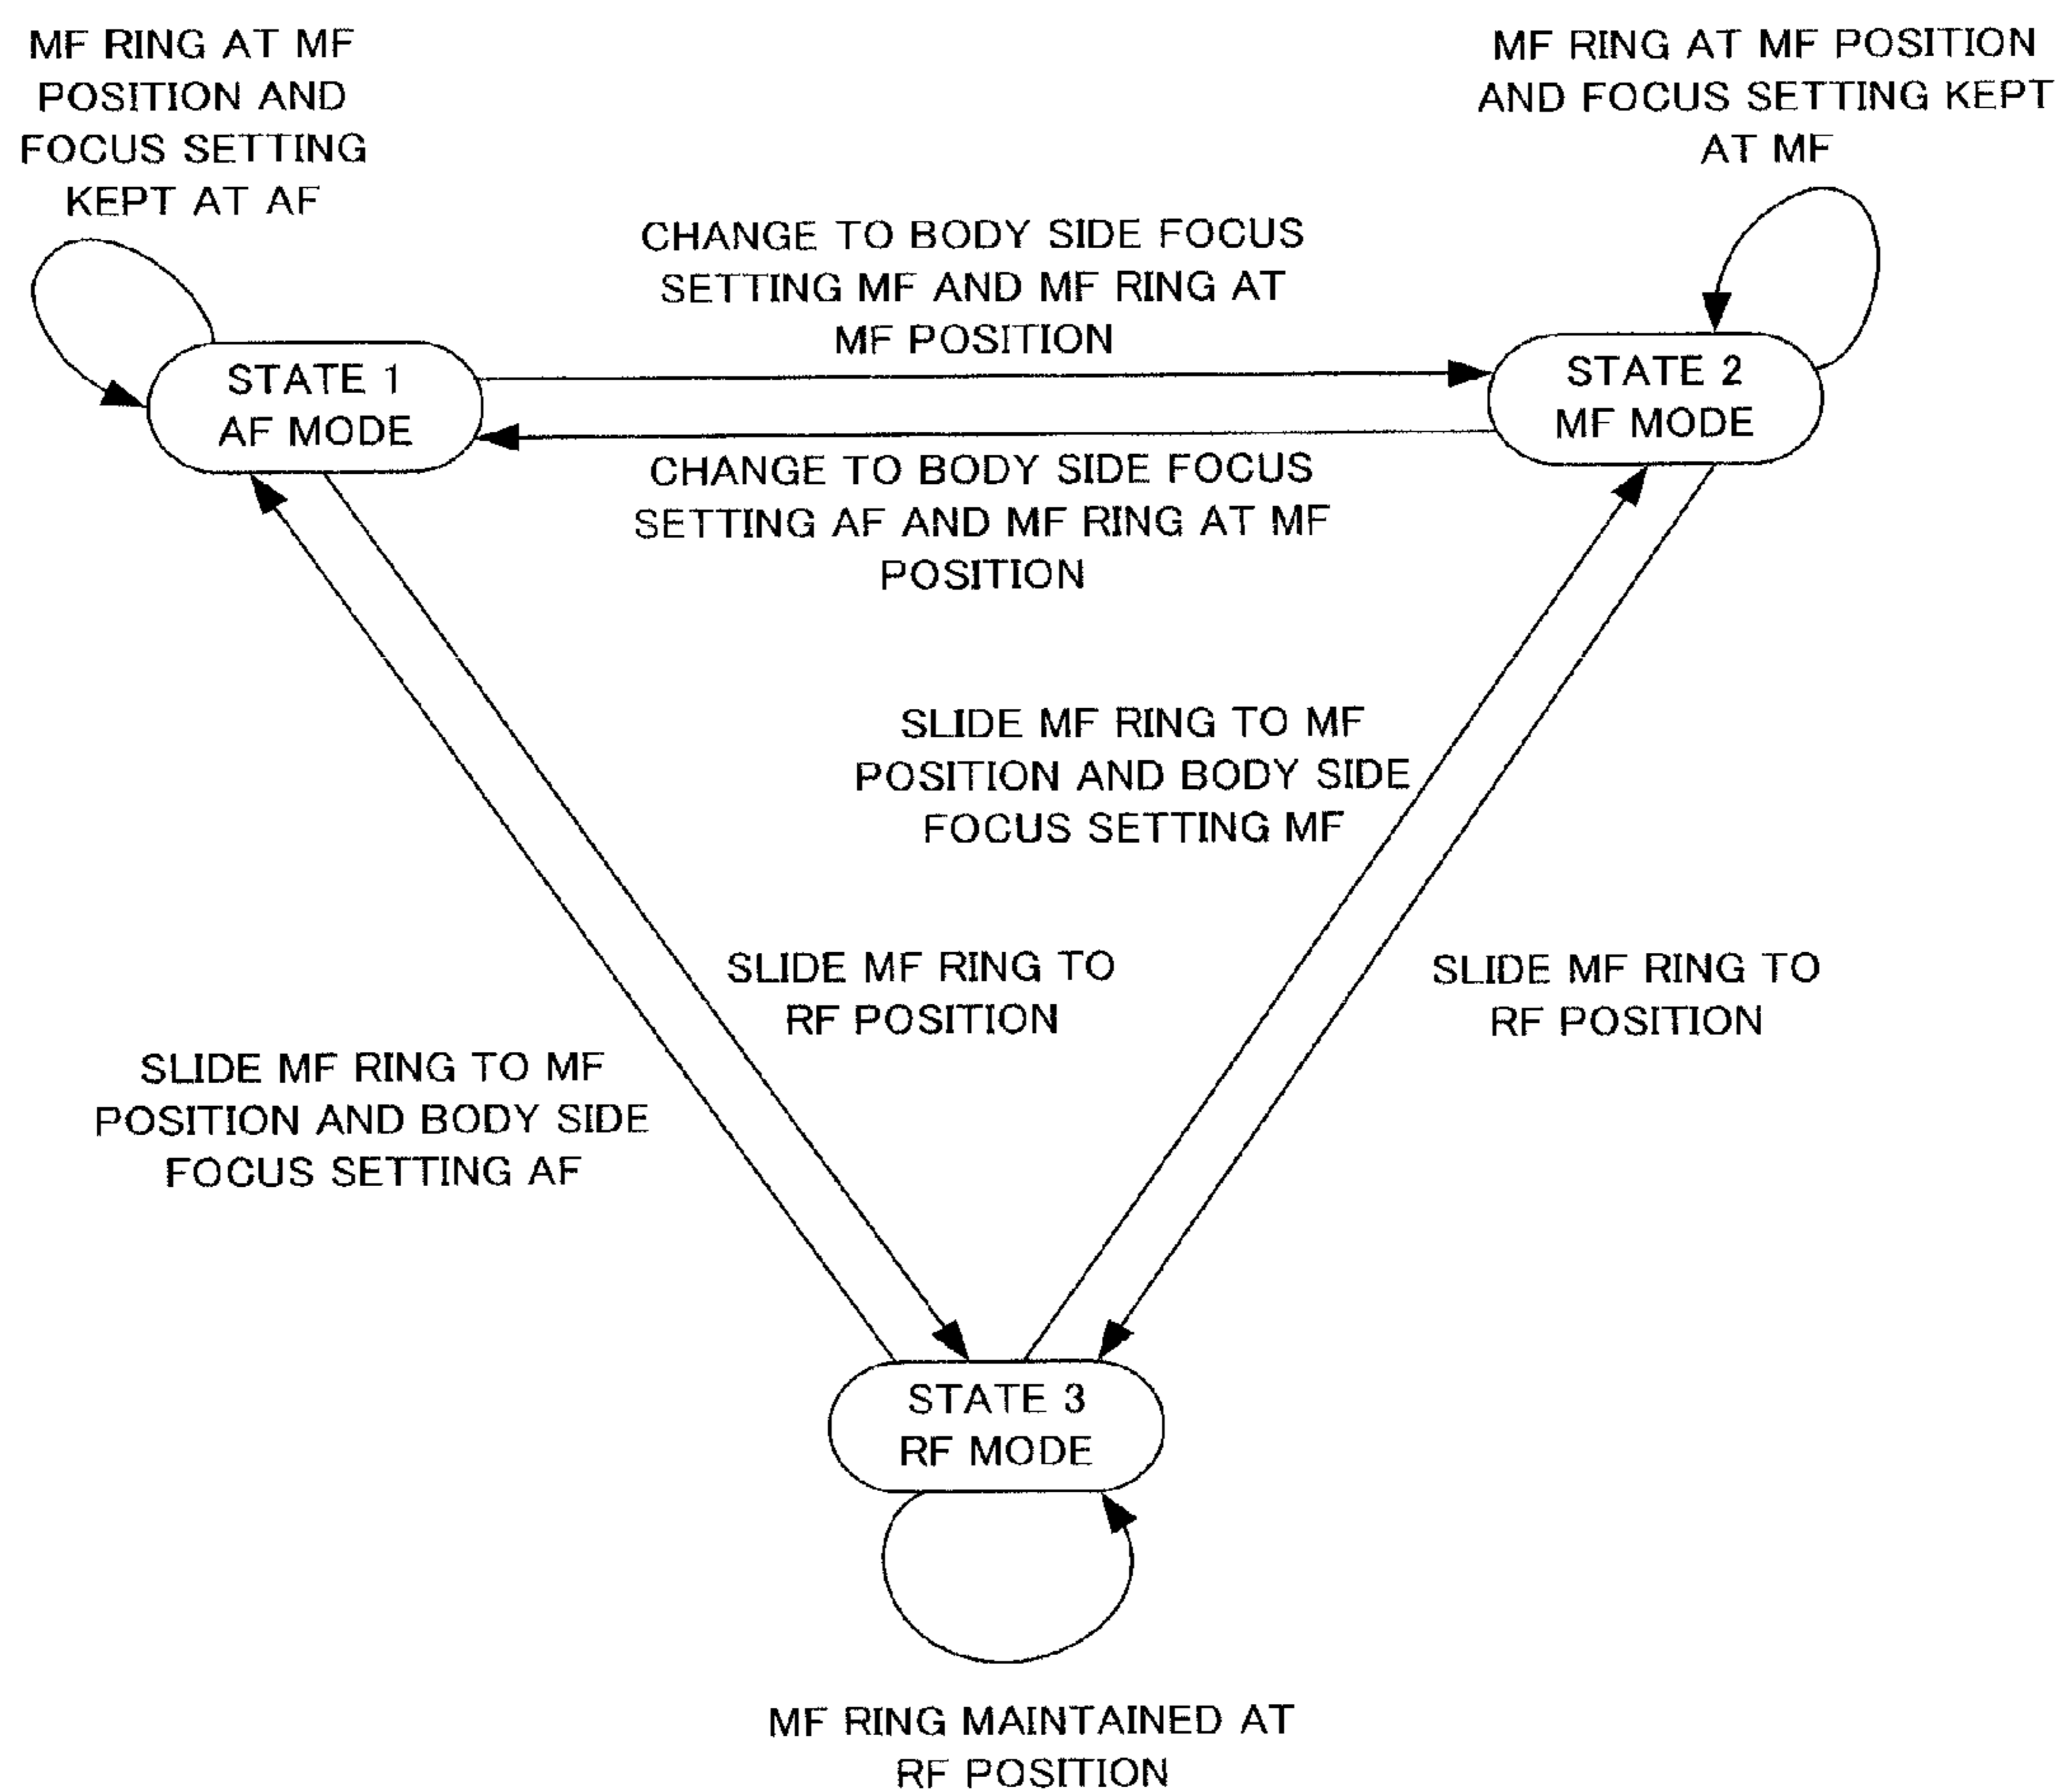 MF RING AT MF
POSITION AND
FOCUS SETTING
KEPT AT AF
MF RING AT MF POSITION
AND FOCUS SETTING KEPT
AT MF
CHANGE TO BODY SIDE FOCUS
SETTING MF AND MF RING AT
MF POSITION
STATE 1
AF MODE
STATE 2
MF MODE
CHANGE TO BODY SIDE FOCUS
SETTING AF AND MF RING AT MF
POSITION
SLIDE MF RING TO MF
POSITION AND BODY SIDE
FOCUS SETTING MF
SLIDE MF RING TO
RF POSITION
SLIDE MF RING TO
RF POSITION
SLIDE MF RING TO MF
POSITION AND BODY SIDE
FOCUS SETTING AF
STATE 3
RF MODE
MF RING MAINTAINED AT
RF POSITION